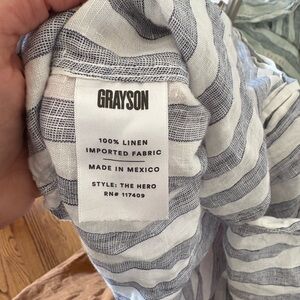 GRAYSON
100% LINEN
IMPORTED FABRIC
MADE IN MEXICO
STYLE: THE HERO
RN# 117409